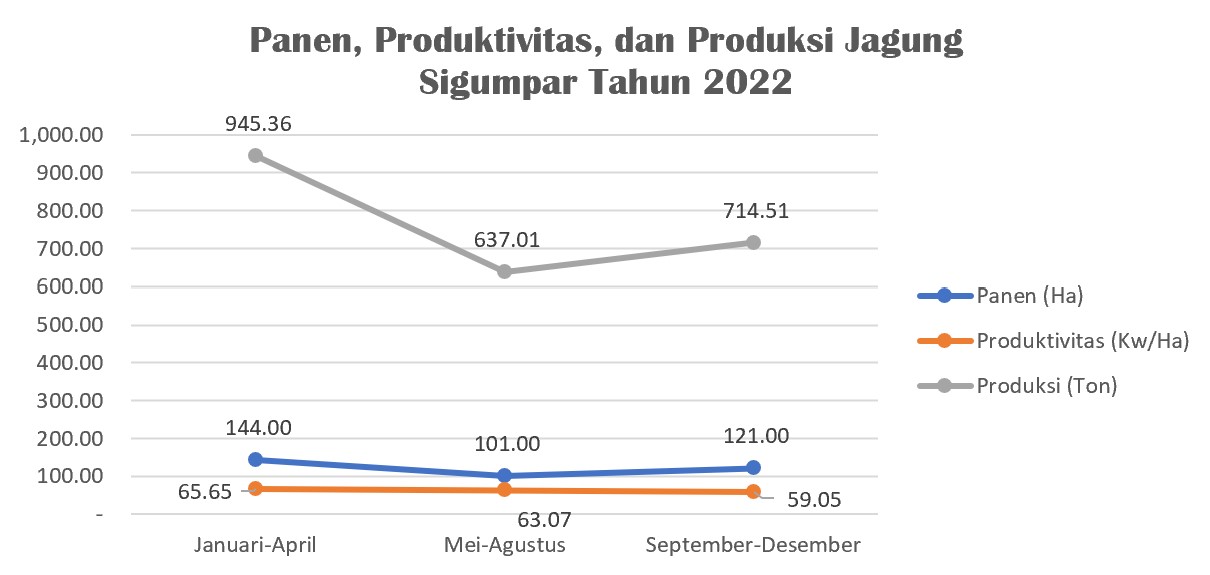 Panen, Produktivitas, dan Produksi Jagung
Sigumpar Tahun 2022
1,000.00
900.00
800.00
700.00
600.00
500.00
400.00
300.00
200.00
100.00
-
945.36
637.01
714.51
144.00
101.00
121.00
65.65
63.07
59.05
Januari-April
Mei-Agustus
September-Desember
Panen (Ha)
Produktivitas (Kw/Ha)
Produksi (Ton)